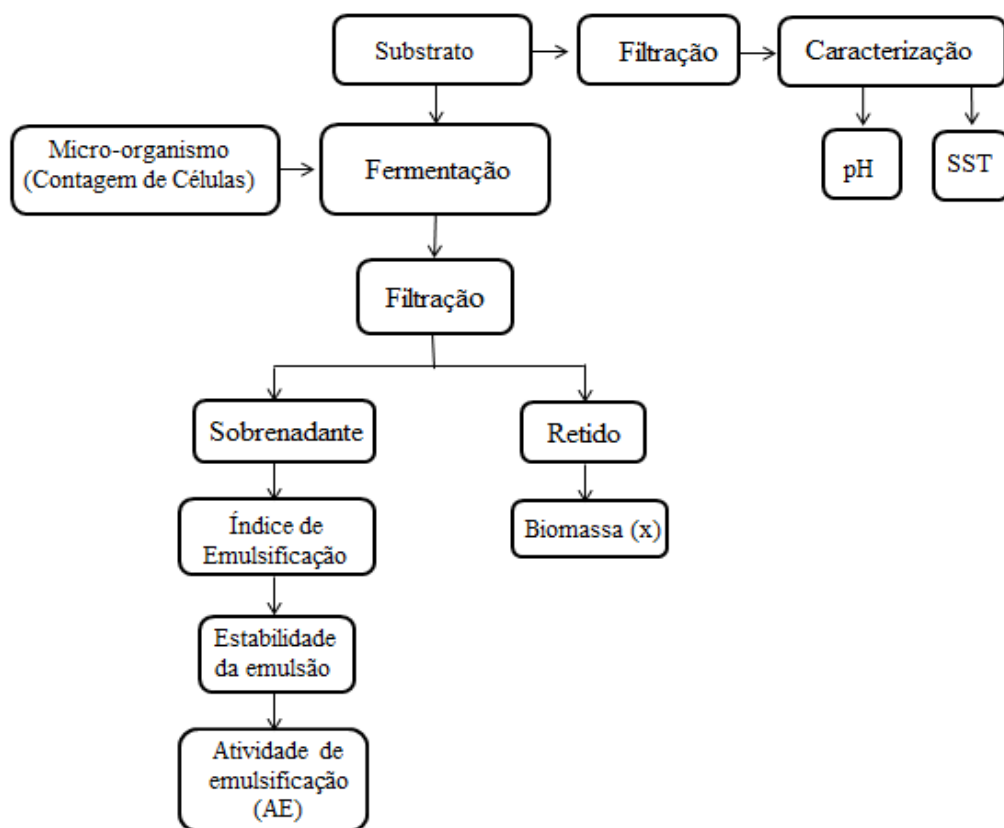 Substrato
Filtração
Caracterização
Micro-organismo
(Contagem de Células)
Fermentação
pH
SST
Filtração
Sobrenadante
Retido
Índice de
Emulsificação
Biomassa (x)
Estabilidade
da emulsão
Atividade de
emulsificação
(AE)